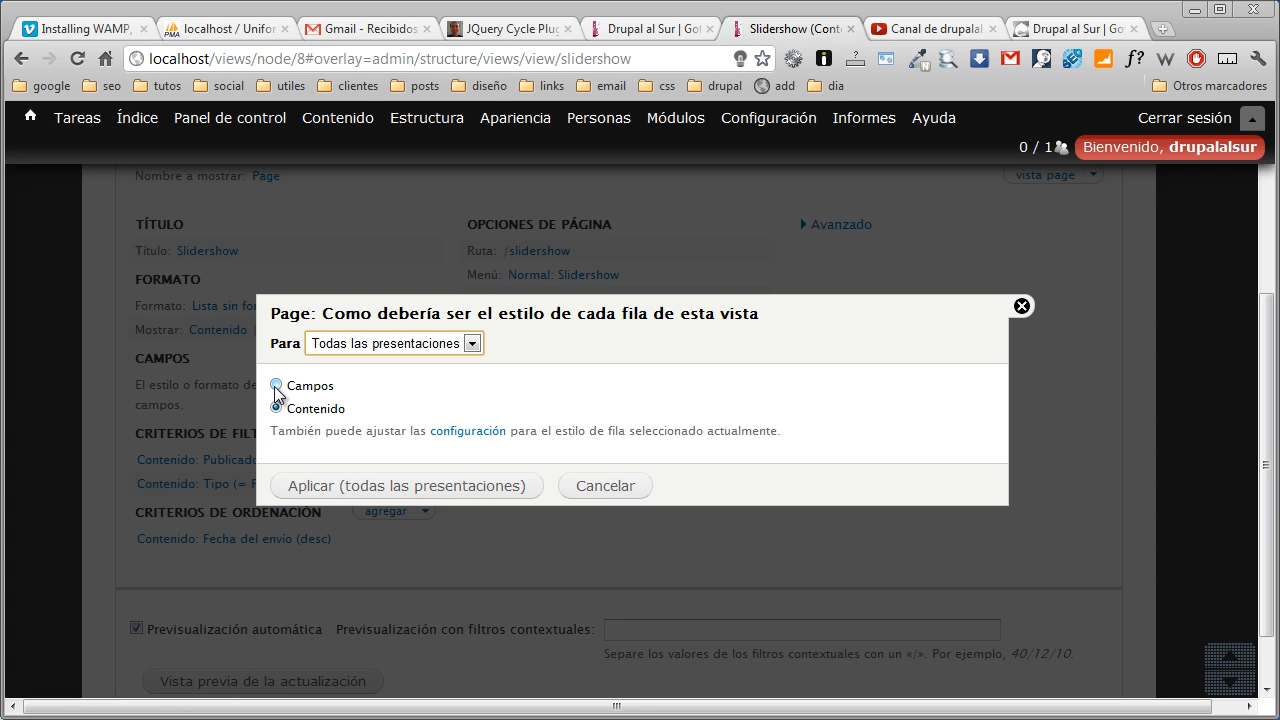 Installing WAMP,
localhost / Unifor
Gmail - Recibidos
JQuery Cycle Plug
Drupal al Sur | Got
Slidershow (Cont
Canal de drupalal
Drupal al Sur | Go
localhost/views/node/8#overlay=admin/structure/views/view/slidershow
google seo tutos social utiles clientes posts diseño links email css drupal add dia Otros marcadores
Tareas Índice Panel de control Contenido Estructura Apariencia Personas Módulos Configuración Informes Ayuda Cerrar sesión
0 / 1 Bienvenido, drupalalsur
Nombre a mostrar: Page vista page
TÍTULO
Título: Slidershow
FORMATO
Formato: Lista sin for
Mostrar: Contenido
CAMPOS
El estilo o formato de
campos.
CRITERIOS DE FILT
Contenido: Publicado
Contenido: Tipo (=
CRITERIOS DE ORDENACIÓN agregar
Contenido: Fecha del envío (desc)
OPCIONES DE PÁGINA
Ruta: /slidershow
Menú: Normal: Slidershow
Avanzado
Page: Como debería ser el estilo de cada fila de esta vista
Para Todas las presentaciones
Campos
Contenido
También puede ajustar las configuración para el estilo de fila seleccionado actualmente.
Aplicar (todas las presentaciones) Cancelar
Previsualización automática Previsualización con filtros contextuales:
Separe los valores de los filtros contextuales con un «/». Por ejemplo, 40/12/10.
Vista previa de la actualización